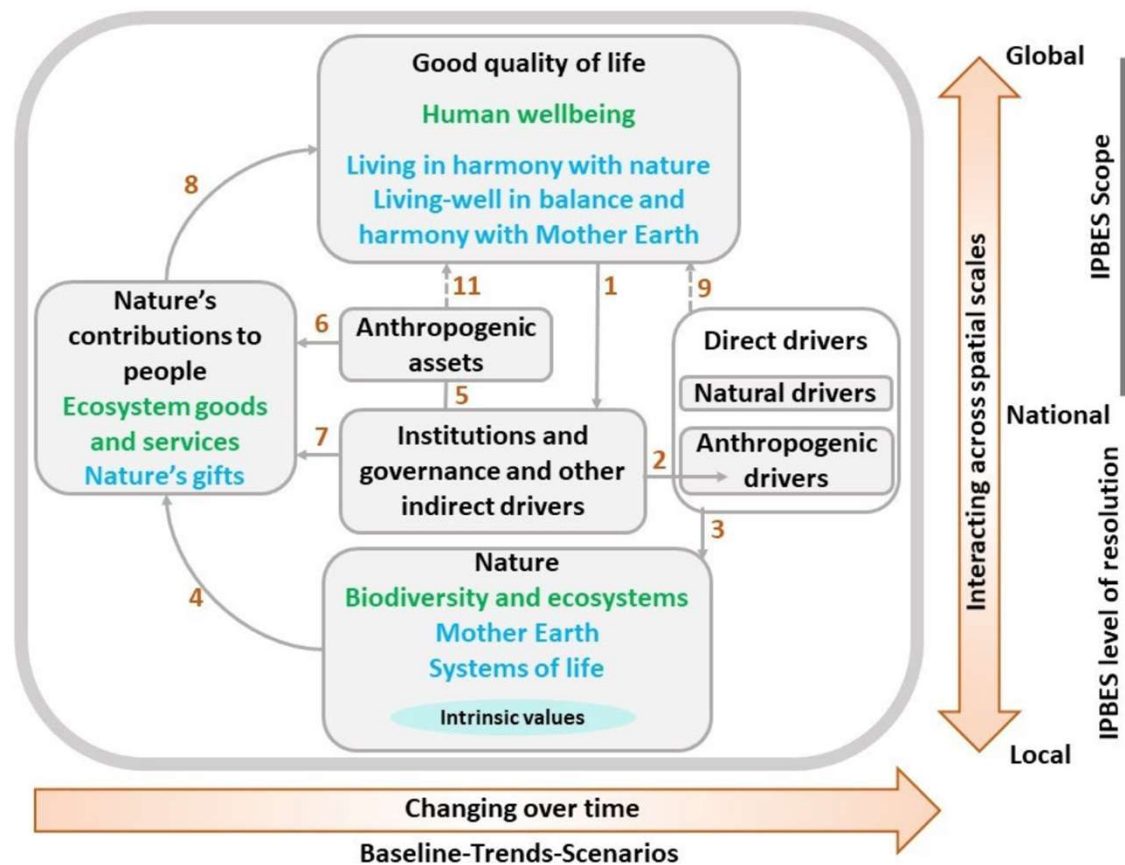 Good quality of life
Human wellbeing
Living in harmony with nature
Living-well in balance and
harmony with Mother Earth
8
11
1
9
Nature's
contributions to
people
Ecosystem goods
and services
Nature's gifts
6
Anthropogenic
assets
5
7
Institutions and
governance and other
indirect drivers
2
Direct drivers
Natural drivers
Anthropogenic
drivers
3
4
Nature
Biodiversity and ecosystems
Mother Earth
Systems of life
Intrinsic values
Global
National
Local
Interacting across spatial scales
IPBES Scope
IPBES level of resolution
Changing over time
Baseline-Trends-Scenarios